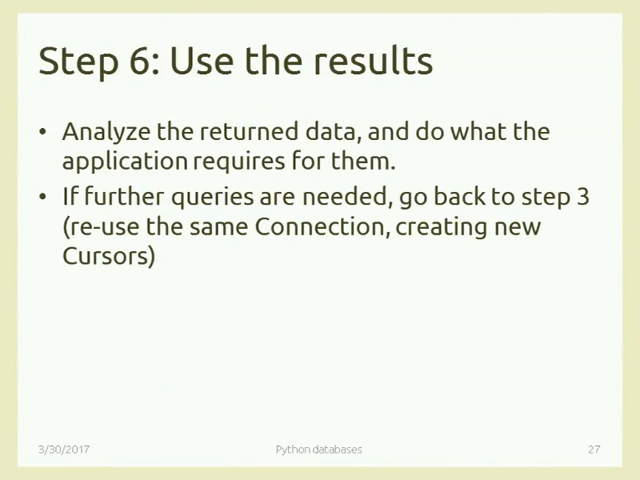 Step 6: Use the results
• Analyze the returned data, and do what the
application requires for them.
• If further queries are needed, go back to step 3
(re-use the same Connection, creating new
Cursors)
3/30/2017 Python databases 27